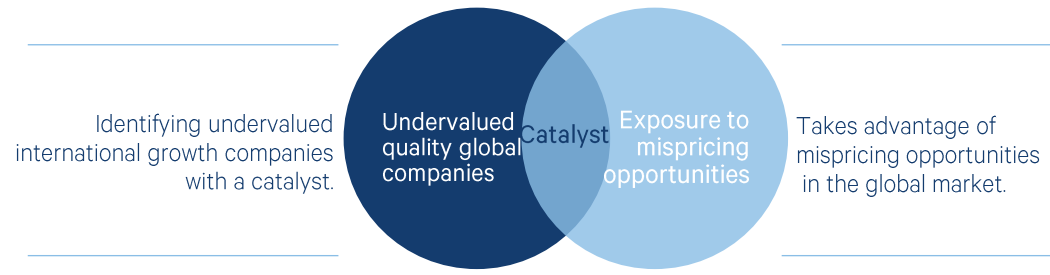 Identifying undervalued
international growth companies
with a catalyst.
Undervalued
quality global
companies
Catalyst
Exposure to
mispricing
opportunities
Takes advantage of
mispricing opportunities
in the global market.